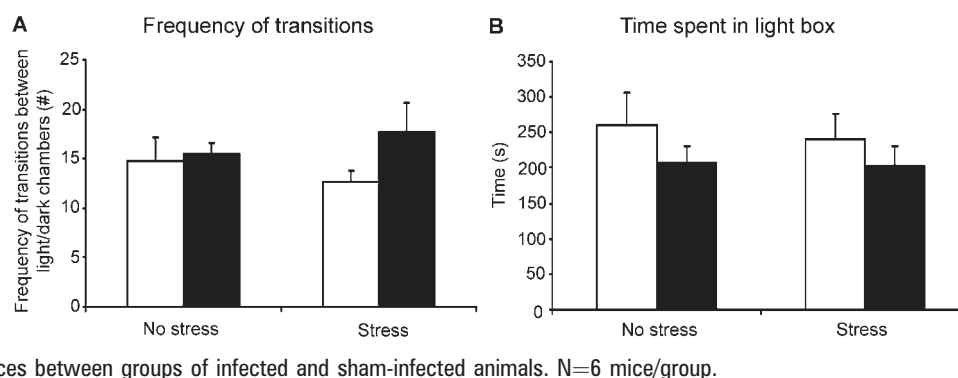 A Frequency of transitions
Frequency of transitions between
light/dark chambers (#)
25
20
15
10
5
0
No stress Stress
B Time spent in light box
Time (s)
350
300
250
200
150
100
50
0
No stress Stress
ces between groups of infected and sham-infected animals. N=6 mice/group.